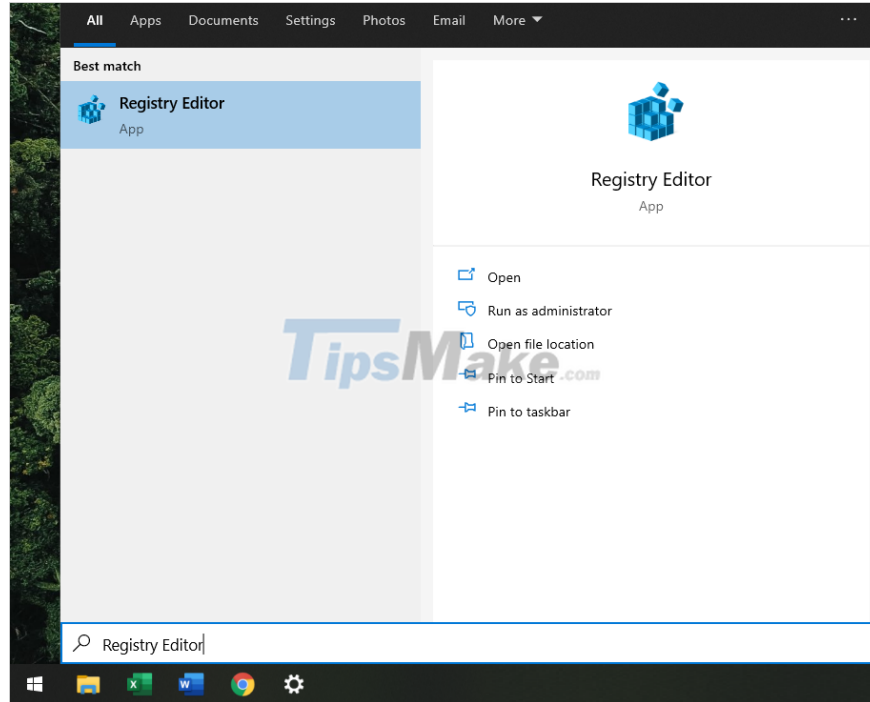 All Apps Documents Settings Photos Email More ...
Best match
Registry Editor
App
Registry Editor
App
Open
Run as administrator
Open file location
Pin to Start
Pin to taskbar
TipsMake.com
Registry Editor